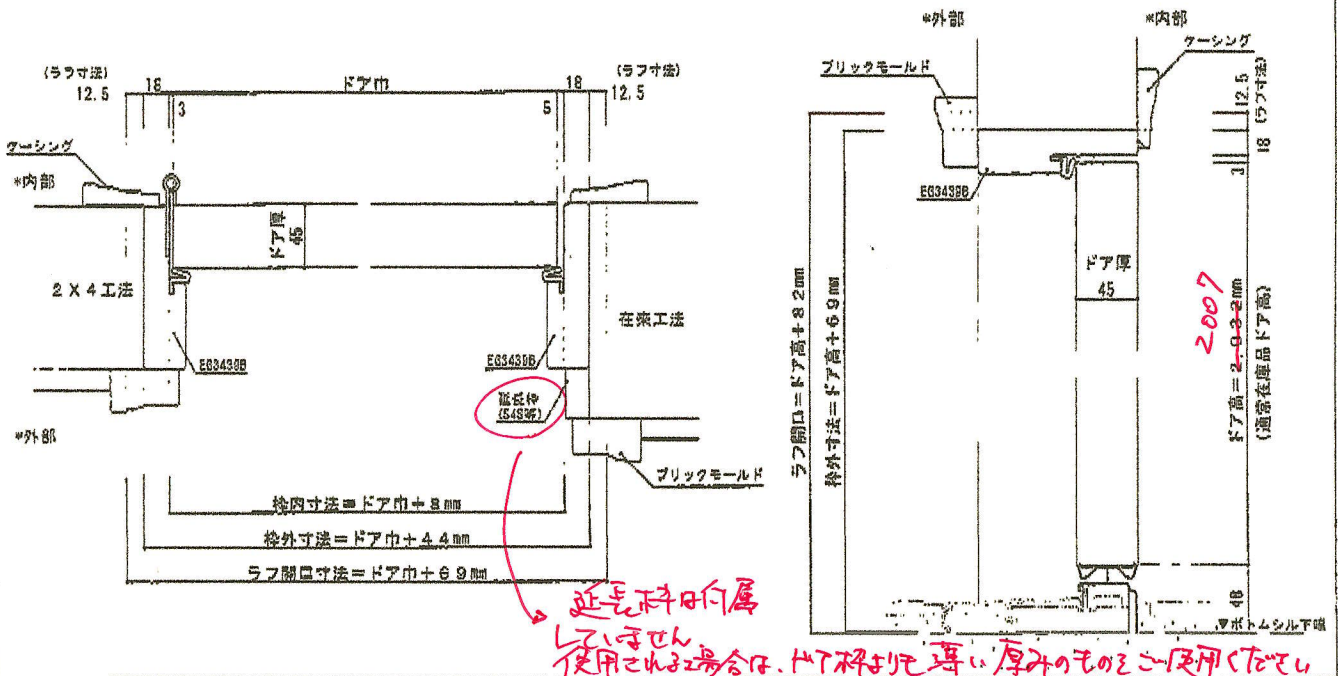 *外部
*内部
ケーシング
ブリックモールド
(ラフ寸法)
12.5
18
ドア巾
18
(ラフ寸法)
12.5
3
5
ケーシング
*内部
ドア厚
45
2×4工法
在来工法
EG3439B
EG3439B
延長枠
*外部
ブリックモールド
枠内寸法=ドア巾+8mm
枠外寸法=ドア巾+44mm
ラフ開口寸法=ドア巾+69mm
12.5
(ラフ寸法)
18
3
EG3439B
ドア厚
45
ラフ開口=ドア高+82mm
枠外寸法=ドア高+69mm
2007
ドア高=2,032mm
(通常在庫品ドア高)
48
▼ボトムシル下端
延長枠は付属
していません
使用される場合は、ドア枠よりも薄い厚みのものをご使用ください